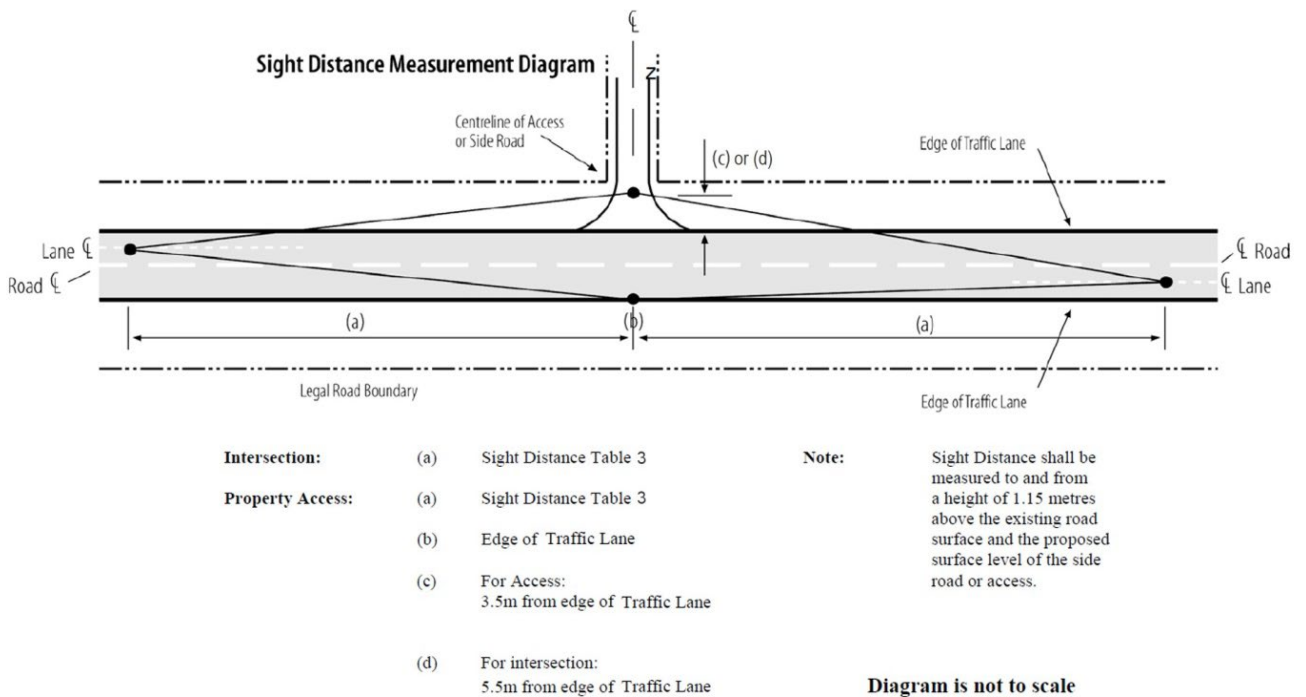 ℄
Sight Distance Measurement Diagram
z
Centreline of Access
or Side Road
(c) or (d)
Edge of Traffic Lane
Lane ℄
Road ℄
℄ Road
℄ Lane
(a)
(b)
(a)
Legal Road Boundary
Edge of Traffic Lane
Intersection: (a) Sight Distance Table 3
Property Access: (a) Sight Distance Table 3
(b) Edge of Traffic Lane
(c) For Access:
3.5m from edge of Traffic Lane
(d) For intersection:
5.5m from edge of Traffic Lane
Note: Sight Distance shall be
measured to and from
a height of 1.15 metres
above the existing road
surface and the proposed
surface level of the side
road or access.
Diagram is not to scale